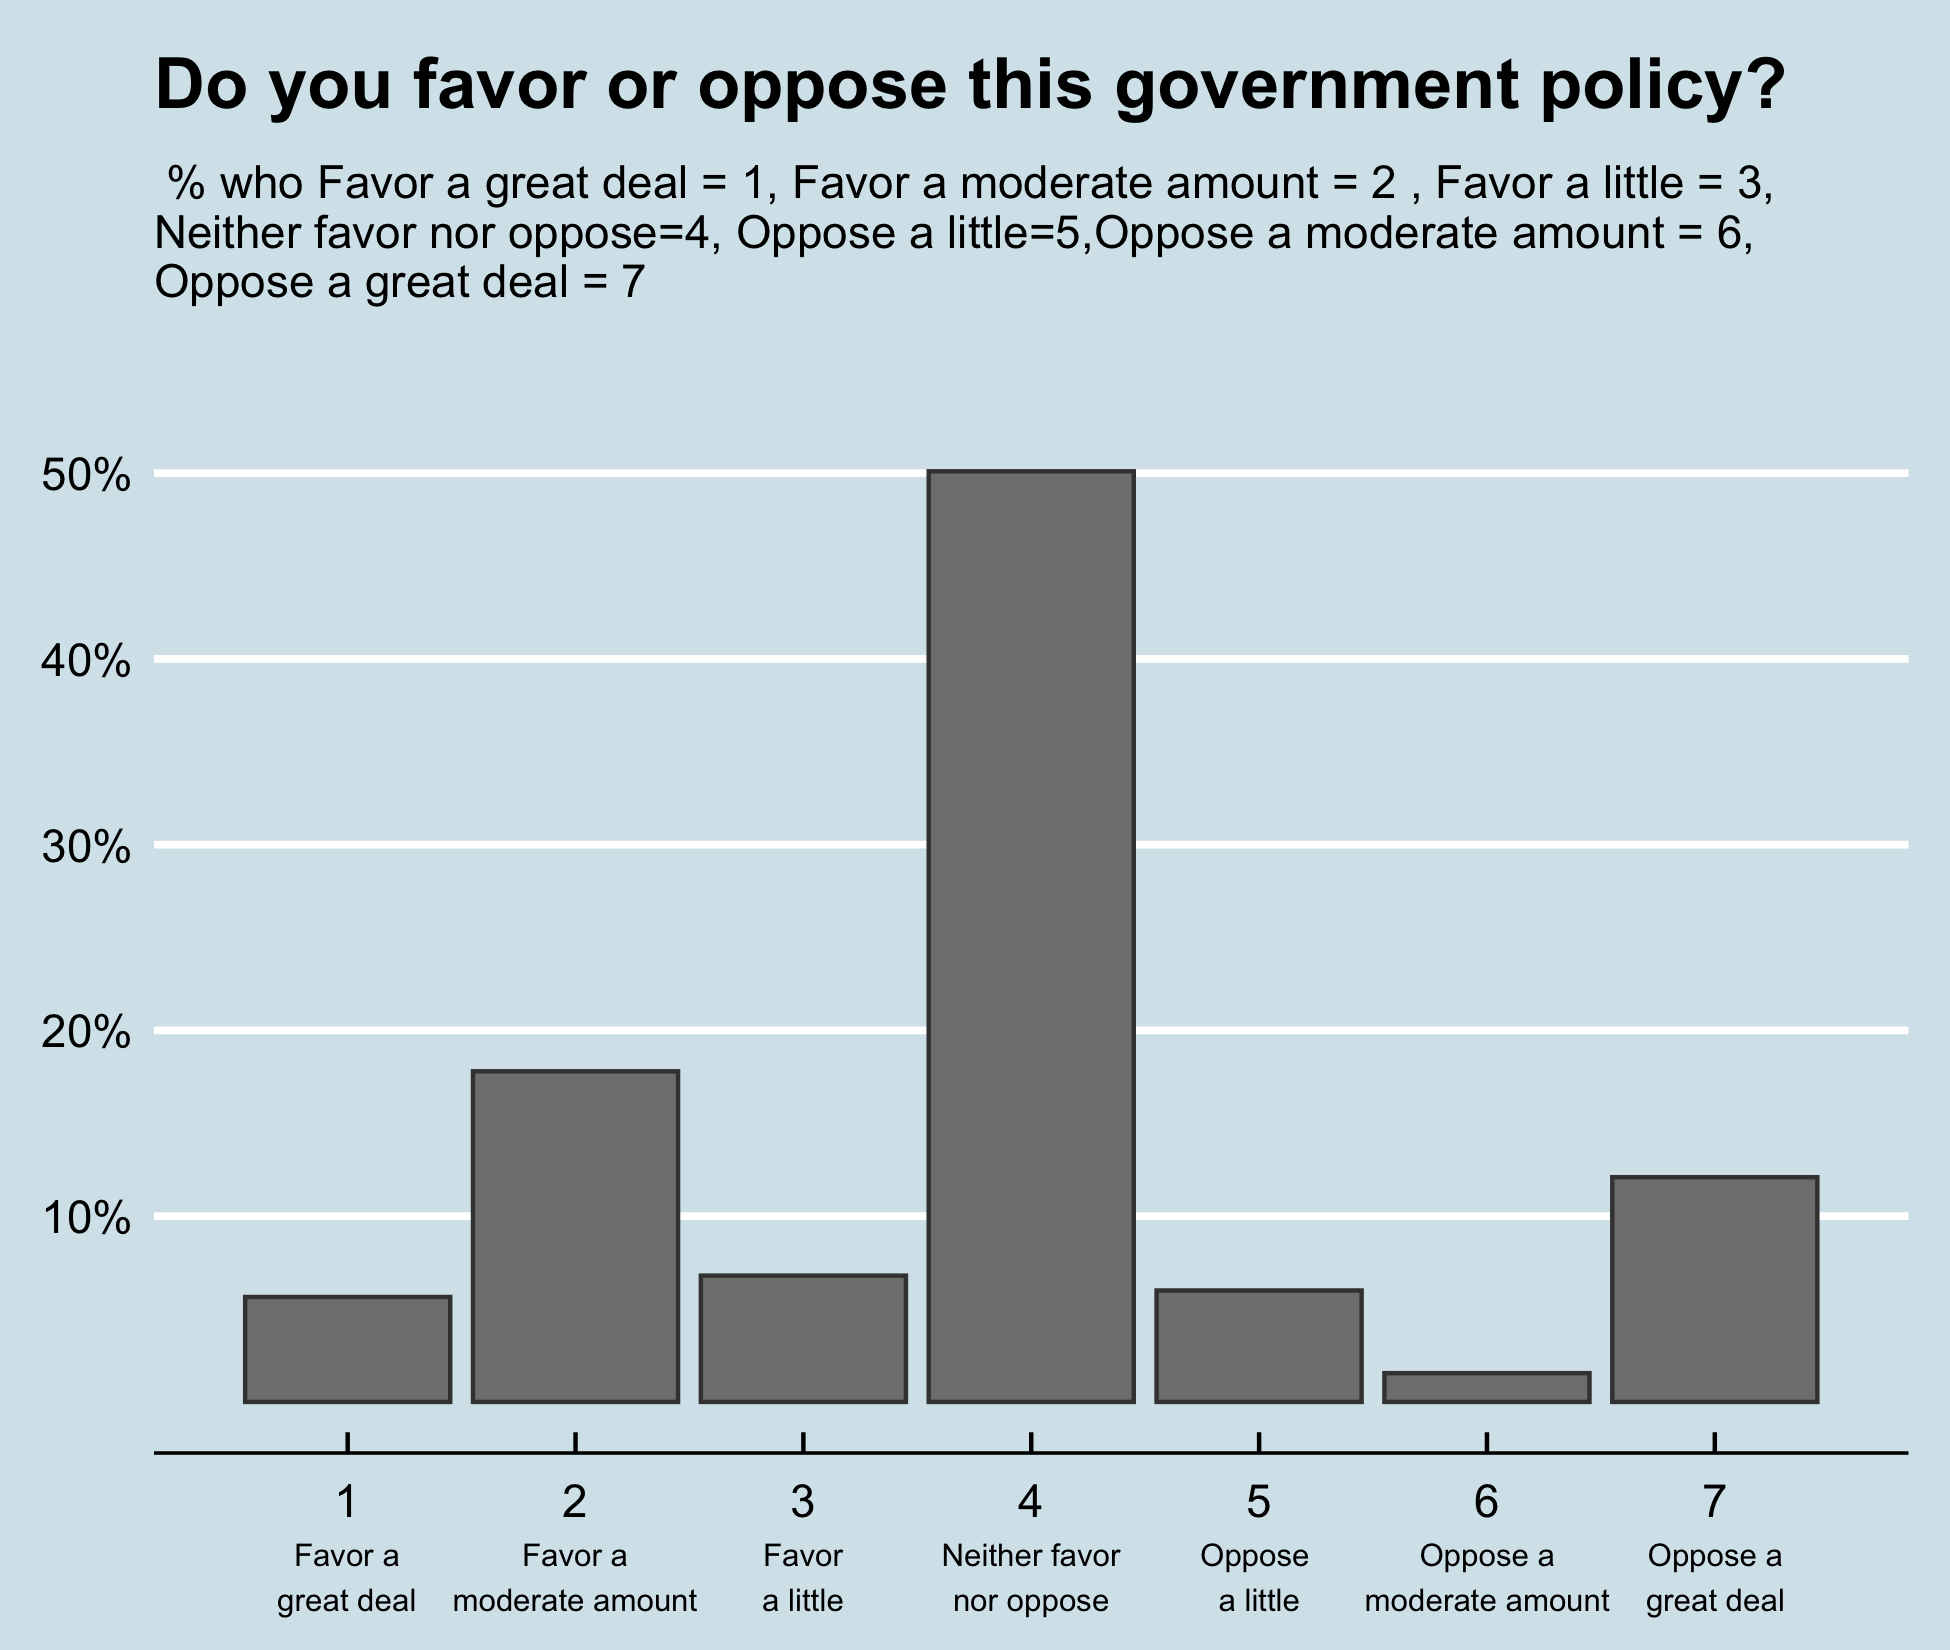 Do you favor or oppose this government policy?
% who Favor a great deal = 1, Favor a moderate amount = 2 , Favor a little = 3,
Neither favor nor oppose=4, Oppose a little=5,Oppose a moderate amount = 6,
Oppose a great deal = 7
50%
40%
30%
20%
10%
1 2 3 4 5 6 7
Favor a Favor a Favor Neither favor Oppose Oppose a Oppose a
great deal moderate amount a little nor oppose a little moderate amount great deal